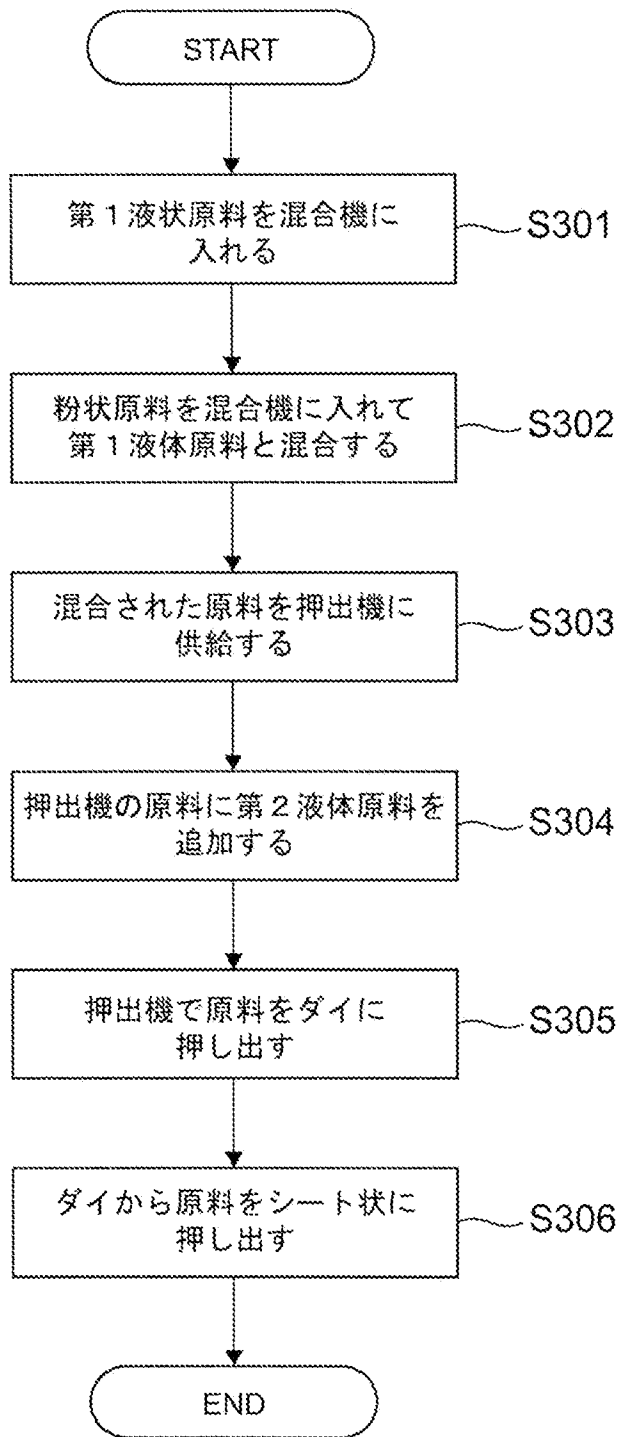 START
第１液状原料を混合機に
入れる
S301
粉状原料を混合機に入れて
第１液体原料と混合する
S302
混合された原料を押出機に
供給する
S303
押出機の原料に第２液体原料を
追加する
S304
押出機で原料をダイに
押し出す
S305
ダイから原料をシート状に
押し出す
S306
END